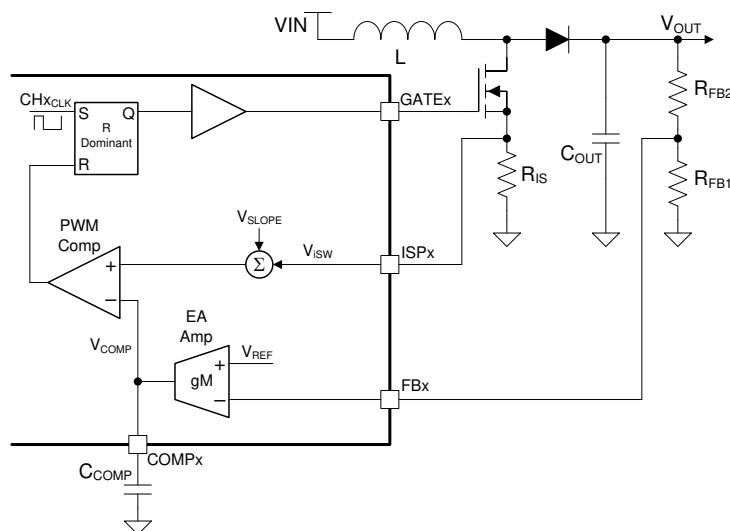 VIN
L
VOUT
CHxCLK
S
Q
R
Dominant
R
GATEx
RFB2
COUT
RIS
RFB1
PWM
Comp
VSLOPE
VISW
Σ
ISPx
+
−
EA
Amp
VCOMP
VREF
gM
+
−
FBx
COMPx
CCOMP